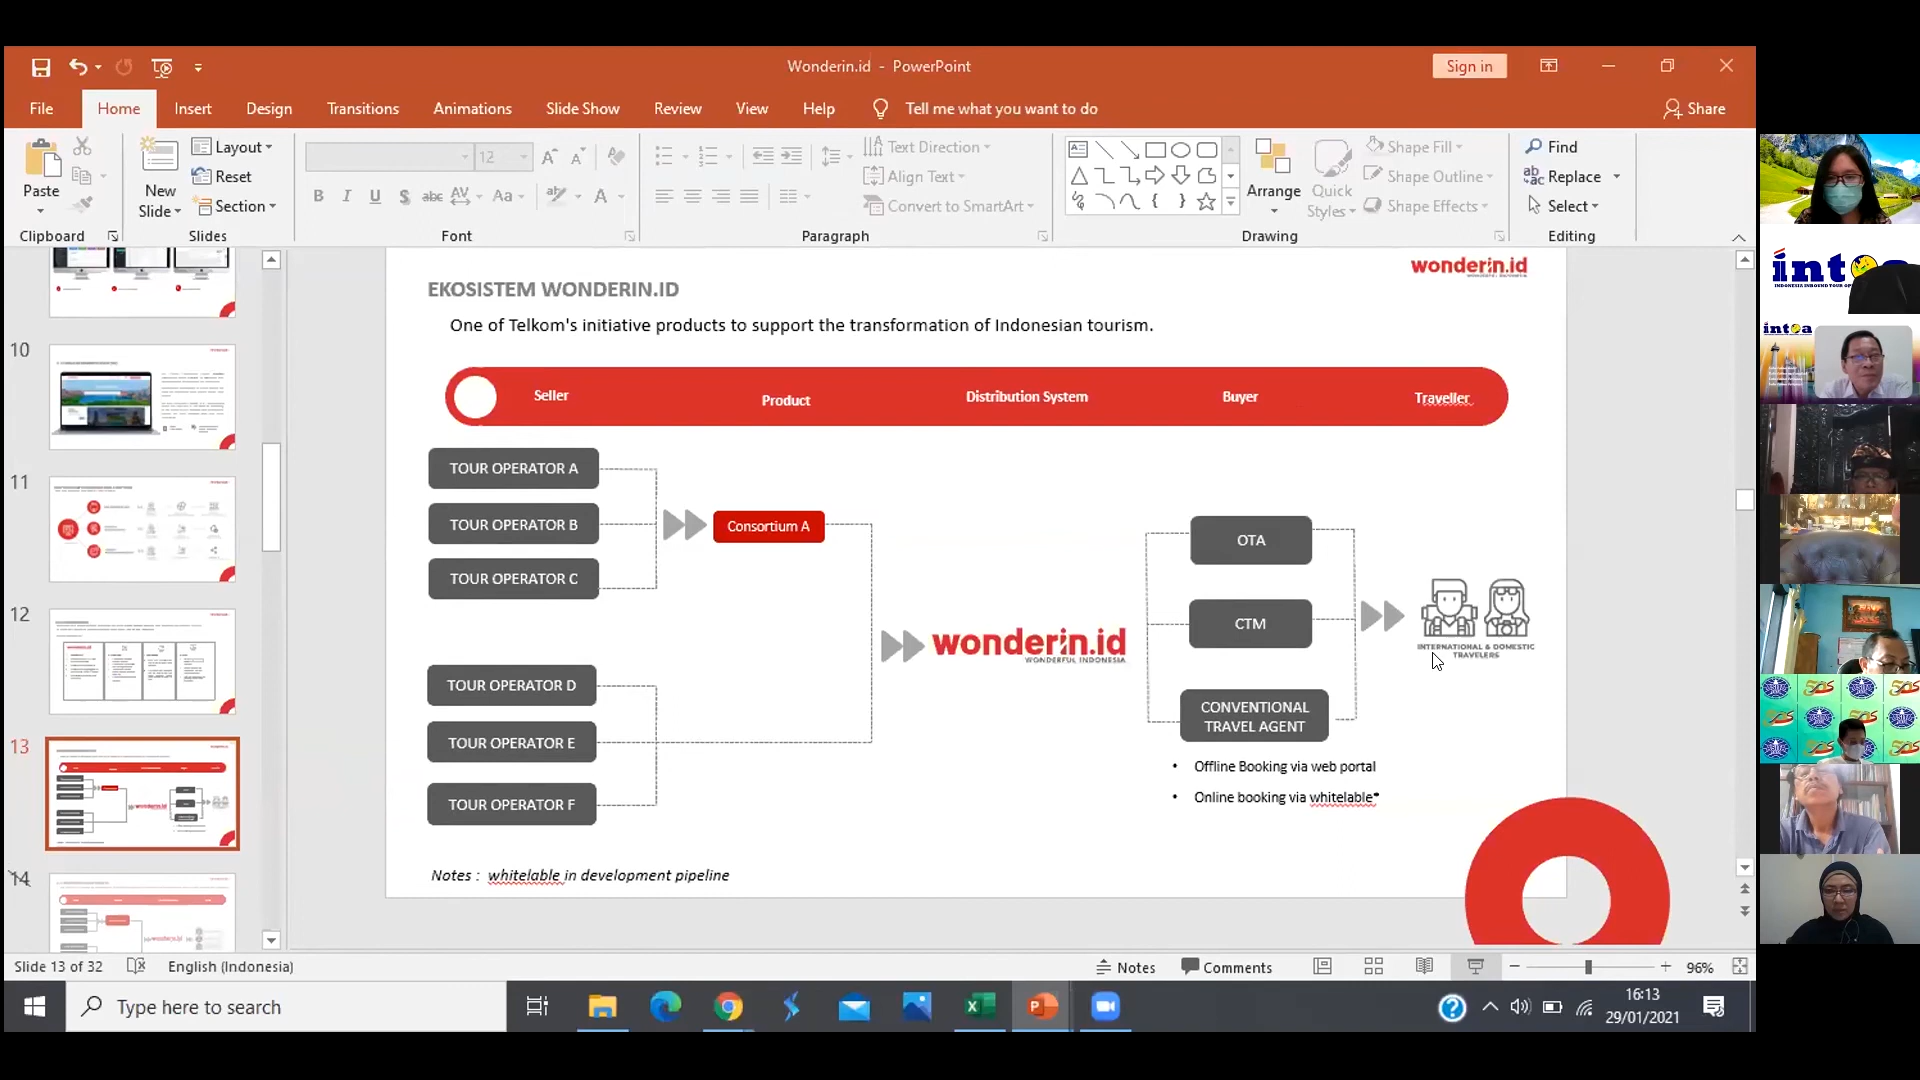 Wonderin.id - PowerPoint
Sign in
File
Home
Insert
Design
Transitions
Animations
Slide Show
Review
View
Help
Tell me what you want to do
Share
Paste
New
Slide
Layout
Reset
Section
12
Text Direction
Align Text
Convert to SmartArt
Arrange
Quick
Styles
Shape Fill
Shape Outline
Shape Effects
Find
Replace
Select
Clipboard
Slides
Font
Paragraph
Drawing
Editing
10
11
12
13
14
wonderin.id
EKOSISTEM WONDERIN.ID
One of Telkom's initiative products to support the transformation of Indonesian tourism.
Seller
Product
Distribution System
Buyer
Traveller
TOUR OPERATOR A
TOUR OPERATOR B
TOUR OPERATOR C
Consortium A
TOUR OPERATOR D
TOUR OPERATOR E
TOUR OPERATOR F
wonderin.id
WONDERFUL INDONESIA
OTA
CTM
CONVENTIONAL
TRAVEL AGENT
INTERNATIONAL & DOMESTIC
TRAVELERS
• Offline Booking via web portal
• Online booking via whitelable*
Notes : whitelable in development pipeline
Slide 13 of 32
English (Indonesia)
Notes
Comments
96%
Type here to search
16:13
29/01/2021
intoa